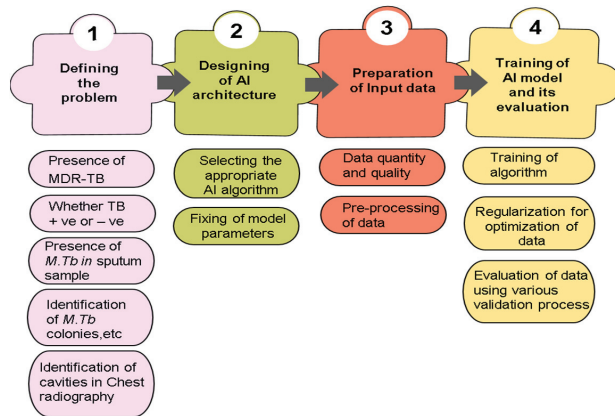 1
Defining
the
problem
2
Designing
of AI
architecture
3
Preparation
of Input data
4
Training of
AI model
and its
evaluation
Presence of
MDR-TB
Whether TB
+ ve or – ve
Presence of
M.Tb in sputum
sample
Identification
of M.Tb
colonies,etc
Identification of
cavities in Chest
radiography
Selecting the
appropriate
AI algorithm
Fixing of model
parameters
Data quantity
and quality
Pre-processing
of data
Training of
algorithm
Regularization for
optimization of
data
Evaluation of data
using various
validation process